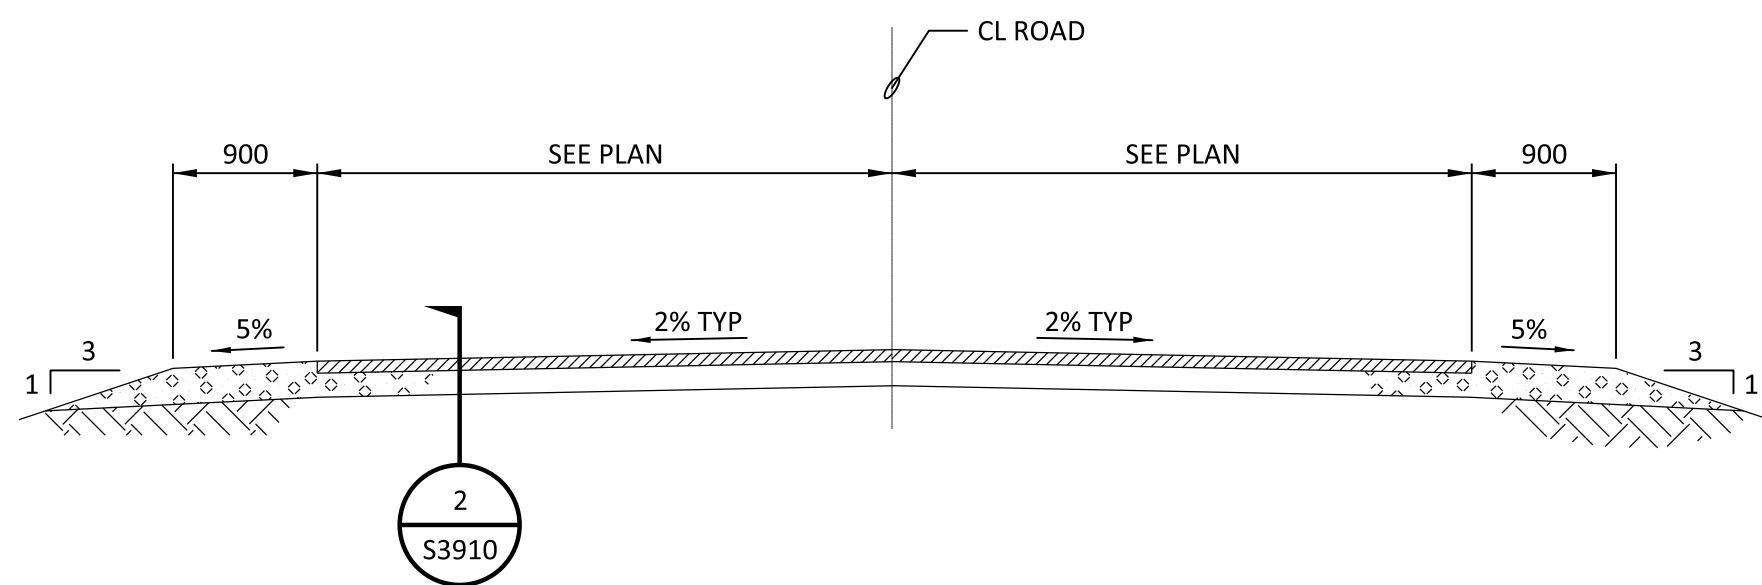 CL ROAD
900
SEE PLAN
SEE PLAN
900
5%
2% TYP
2% TYP
5%
3
1
3
1
2
S3910